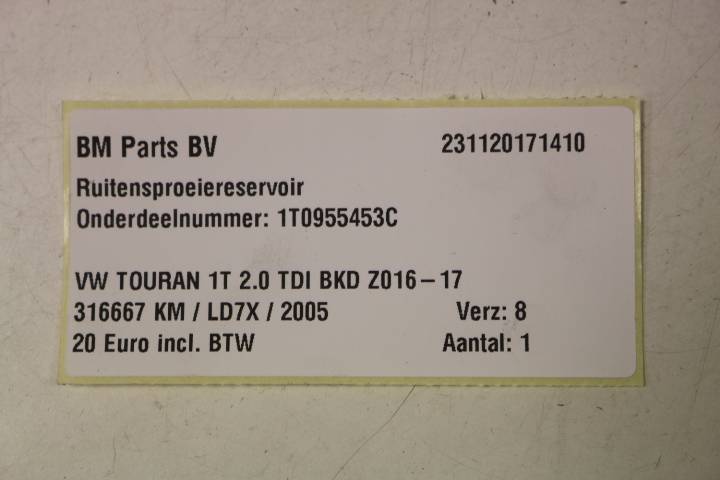 BM Parts BV 231120171410
Ruitensproeiereservoir
Onderdeelnummer: 1T0955453C
VW TOURAN 1T 2.0 TDI BKD Z016-17
316667 KM / LD7X / 2005 Verz: 8
20 Euro incl. BTW Aantal: 1